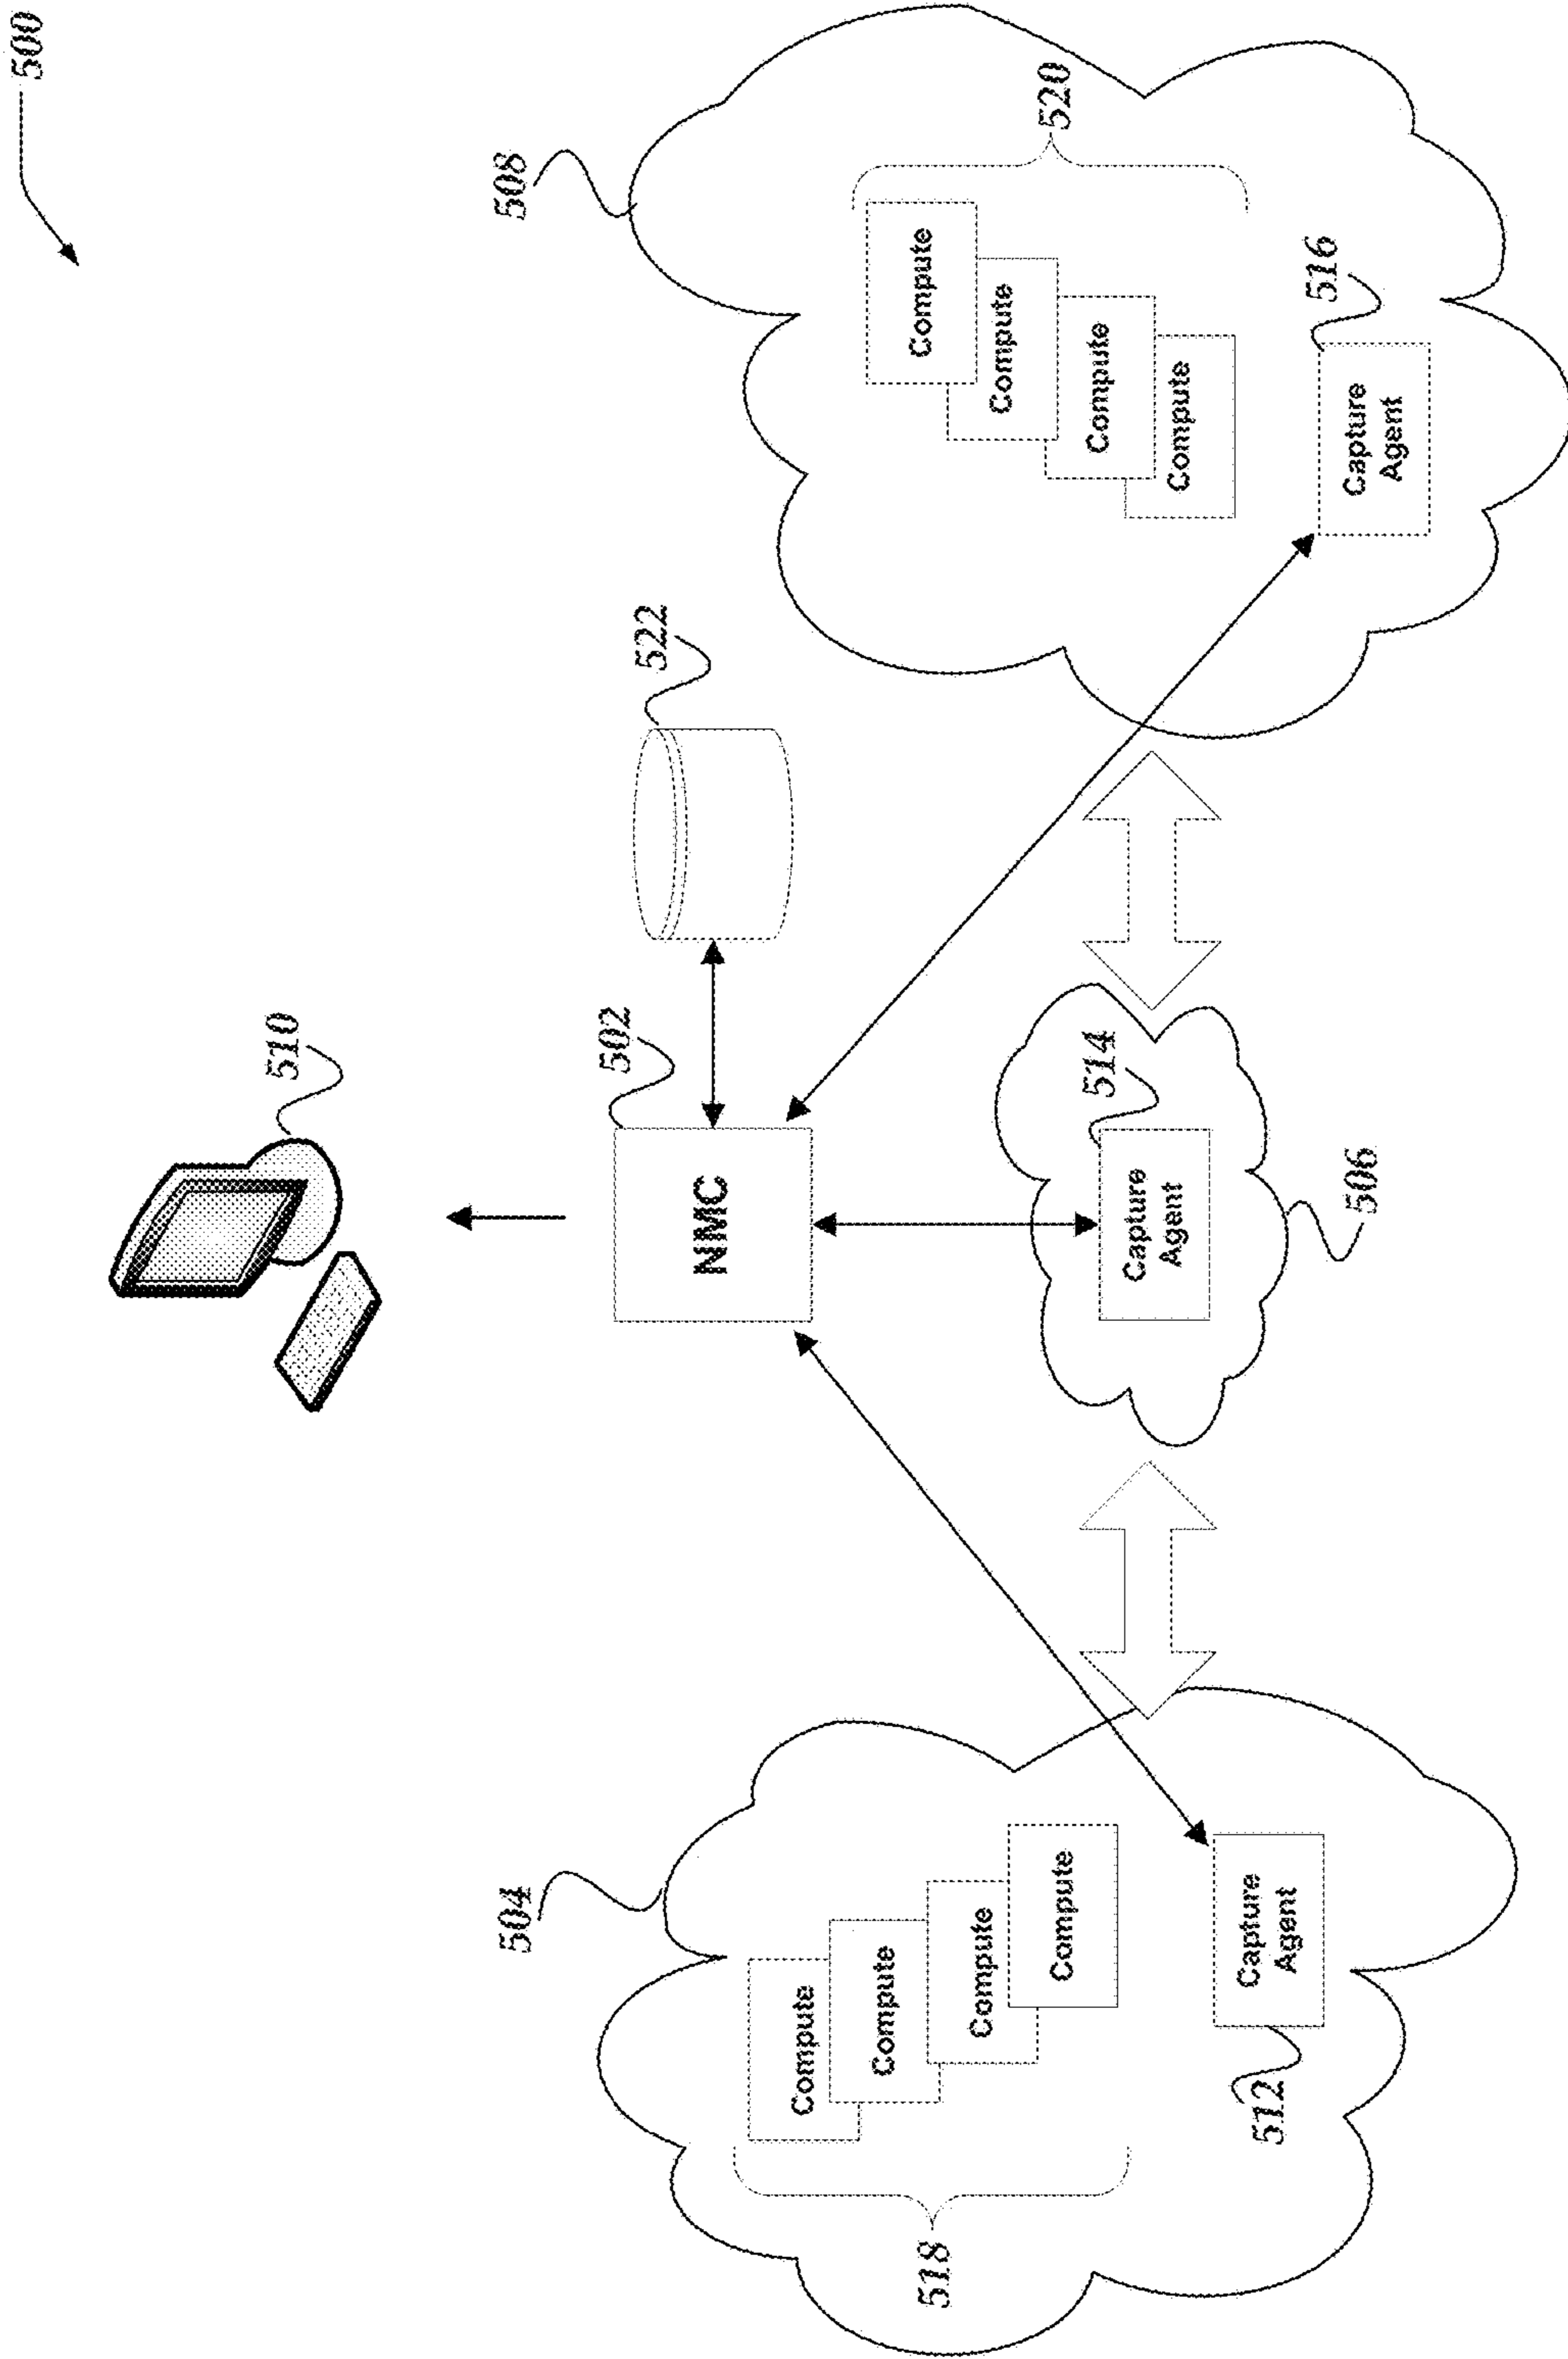 500
510
504
508
502
522
NMC
Compute
Compute
Compute
Compute
518
Compute
Compute
Compute
Compute
520
514
Capture
Agent
506
512
Capture
Agent
516
Capture
Agent